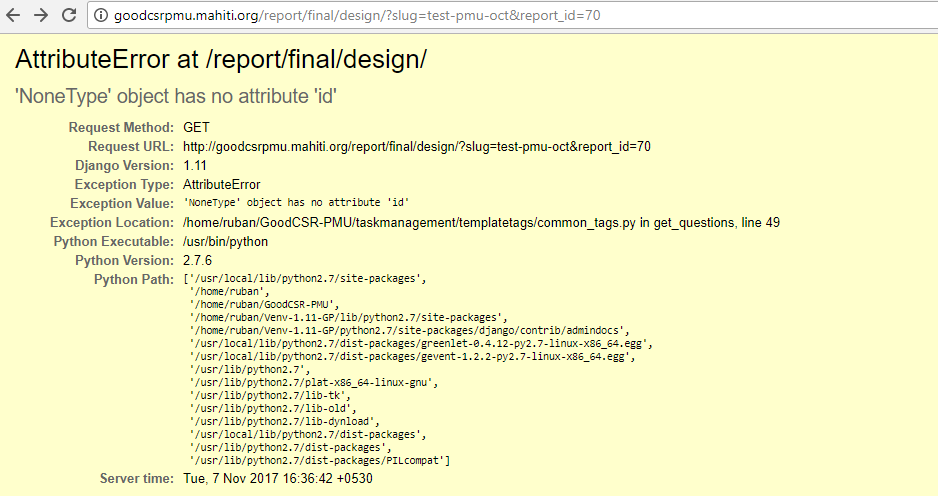 goodcsrpmu.mahiti.org/report/final/design/?slug=test-pmu-oct&report_id=70
AttributeError at /report/final/design/
'NoneType' object has no attribute 'id'
Request Method: GET
Request URL: http://goodcsrpmu.mahiti.org/report/final/design/?slug=test-pmu-oct&report_id=70
Django Version: 1.11
Exception Type: AttributeError
Exception Value: 'NoneType' object has no attribute 'id'
Exception Location: /home/ruban/GoodCSR-PMU/taskmanagement/templatetags/common_tags.py in get_questions, line 49
Python Executable: /usr/bin/python
Python Version: 2.7.6
Python Path: ['/usr/local/lib/python2.7/site-packages',
'/home/ruban',
'/home/ruban/GoodCSR-PMU',
'/home/ruban/Venv-1.11-GP/lib/python2.7/site-packages',
'/home/ruban/Venv-1.11-GP/python2.7/site-packages/django/contrib/admindocs',
'/usr/local/lib/python2.7/dist-packages/greenlet-0.4.12-py2.7-linux-x86_64.egg',
'/usr/local/lib/python2.7/dist-packages/gevent-1.2.2-py2.7-linux-x86_64.egg',
'/usr/lib/python2.7',
'/usr/lib/python2.7/plat-x86_64-linux-gnu',
'/usr/lib/python2.7/lib-tk',
'/usr/lib/python2.7/lib-old',
'/usr/lib/python2.7/lib-dynload',
'/usr/local/lib/python2.7/dist-packages',
'/usr/lib/python2.7/dist-packages',
'/usr/lib/python2.7/dist-packages/PILcompat']
Server time: Tue, 7 Nov 2017 16:36:42 +0530